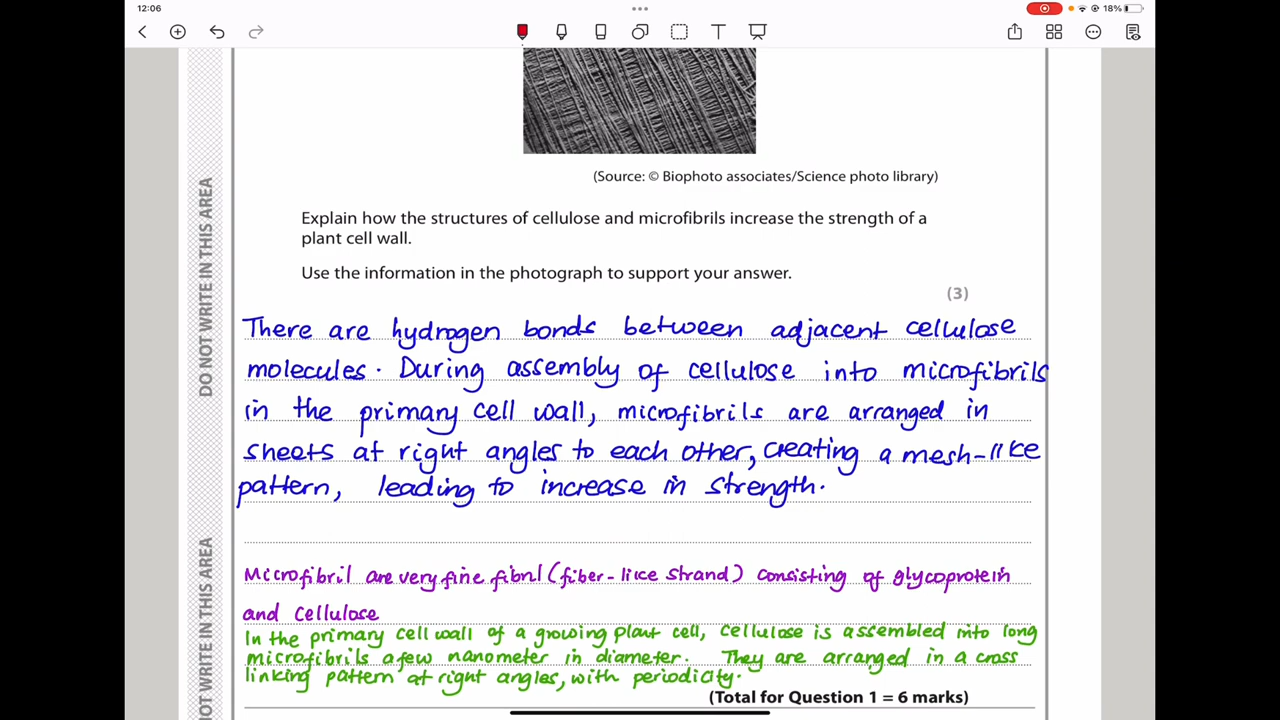 12:06
18%
T
(Source: © Biophoto associates/Science photo library)
Explain how the structures of cellulose and microfibrils increase the strength of a
plant cell wall.
Use the information in the photograph to support your answer.
(3)
There are hydrogen bonds between adjacent cellulose
molecules. During assembly of cellulose into microfibrils
in the primary cell wall, microfibrils are arranged in
sheets at right angles to each other, creating a mesh-like
pattern, leading to increase in strength.
Microfibril are very fine fibril (fiber-like strand) consisting of glycoprotein
and cellulose
In the primary cell wall of a growing plant cell, cellulose is assembled into long
microfibrils a few nanometer in diameter. They are arranged in a cross
linking pattern at right angles, with periodicity.
(Total for Question 1 = 6 marks)
DO NOT WRITE IN THIS AREA
NOT WRITE IN THIS AREA